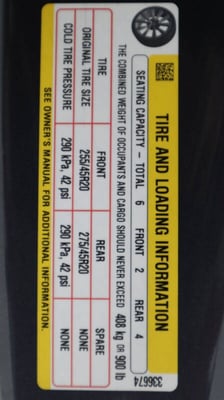 TIRE AND LOADING INFORMATION
336674
SEATING CAPACITY – TOTAL 6 FRONT 2 REAR 4
THE COMBINED WEIGHT OF OCCUPANTS AND CARGO SHOULD NEVER EXCEED 408 kg OR 900 lb
TIRE FRONT REAR SPARE
ORIGINAL TIRE SIZE 255/45R20 275/45R20 NONE
COLD TIRE PRESSURE 290 kPa, 42 psi 290 kPa, 42 psi NONE
SEE OWNER'S MANUAL FOR ADDITIONAL INFORMATION.